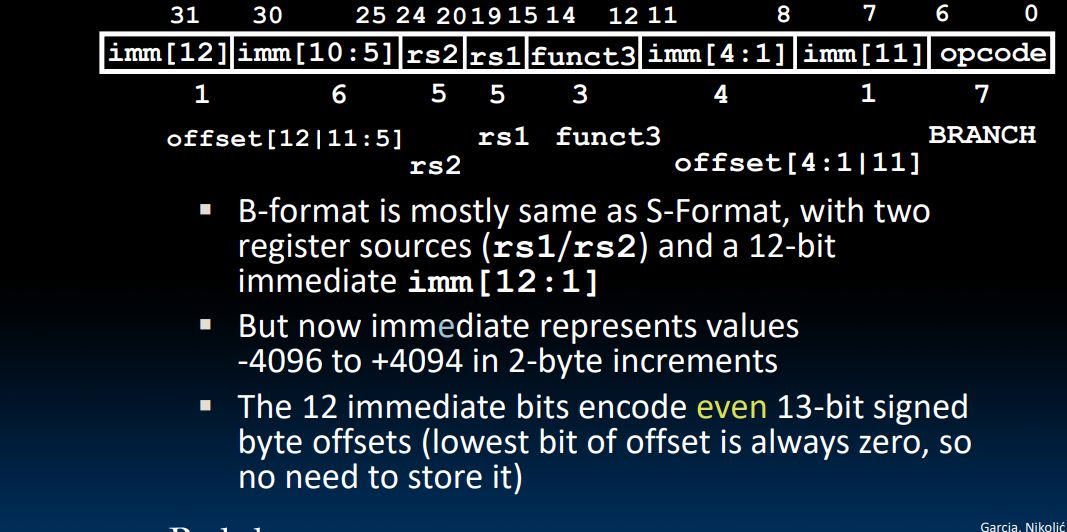 31 30 25 24 20 19 15 14 12 11 8 7 6 0
imm[12] imm[10:5] rs2 rs1 funct3 imm[4:1] imm[11] opcode
1 6 5 5 3 4 1 7
offset[12|11:5] rs1 funct3 BRANCH
rs2 offset[4:1|11]
▪ B-format is mostly same as S-Format, with two
register sources (rs1/rs2) and a 12-bit
immediate imm[12:1]
▪ But now immediate represents values
-4096 to +4094 in 2-byte increments
▪ The 12 immediate bits encode even 13-bit signed
byte offsets (lowest bit of offset is always zero, so
no need to store it)
Garcia, Nikolić